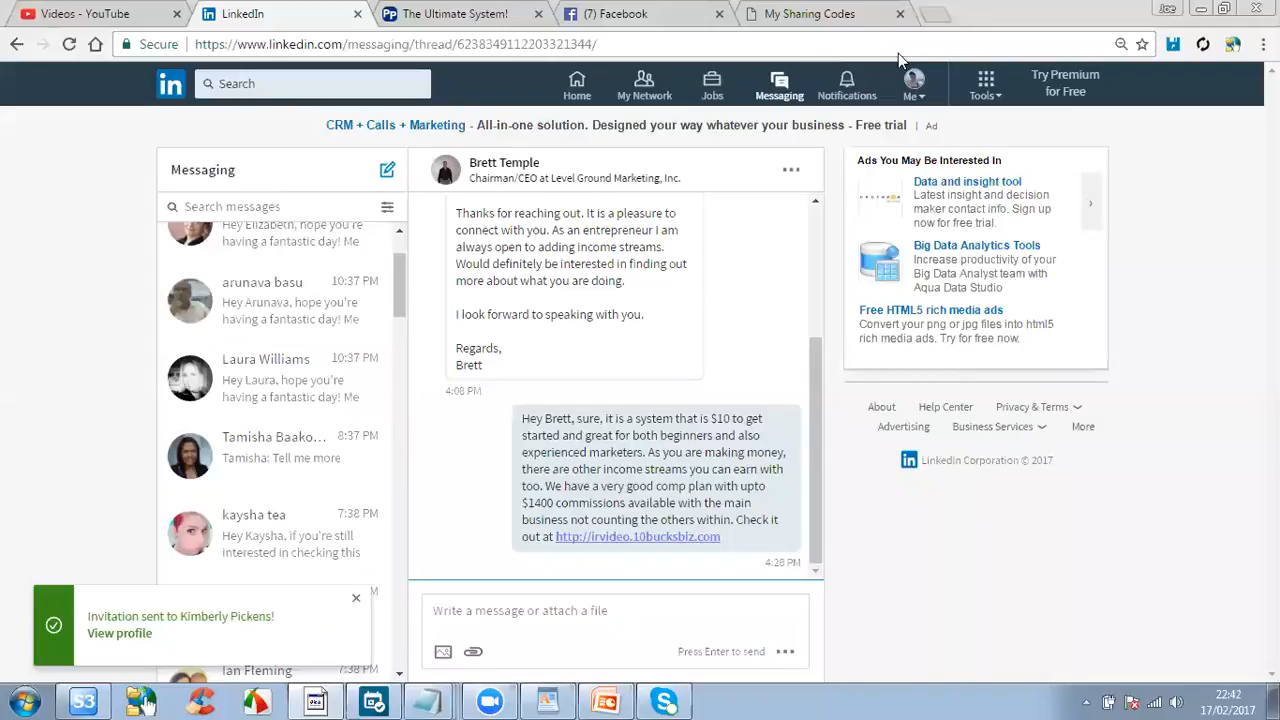 Videos - YouTube
LinkedIn
The Ultimate System!
(7) Facebook
My Sharing Codes
Joe
Secure
https://www.linkedin.com/messaging/thread/6238349112203321344/
in
Search
Home
My Network
Jobs
Messaging
Notifications
Me
Tools
Try Premium
for Free
CRM + Calls + Marketing - All-in-one solution. Designed your way whatever your business - Free trial | Ad
Messaging
Search messages
Hey Elizabeth, hope you're
having a fantastic day! Me
arunava basu 10:37 PM
Hey Arunava, hope you're
having a fantastic day! Me
Laura Williams 10:37 PM
Hey Laura, hope you're
having a fantastic day! Me
Tamisha Baako... 8:37 PM
Tamisha: Tell me more
kaysha tea 7:38 PM
Hey Kaysha, if you're still
interested in checking this
Ian Fleming 7:38 PM
Invitation sent to Kimberly Pickens!
View profile
Brett Temple
Chairman/CEO at Level Ground Marketing, Inc.
Thanks for reaching out. It is a pleasure to
connect with you. As an entrepreneur I am
always open to adding income streams.
Would definitely be interested in finding out
more about what you are doing.
I look forward to speaking with you.
Regards,
Brett
4:08 PM
Hey Brett, sure, it is a system that is $10 to get
started and great for both beginners and also
experienced marketers. As you are making money,
there are other income streams you can earn with
too. We have a very good comp plan with upto
$1400 commissions available with the main
business not counting the others within. Check it
out at http://irvideo.10bucksbiz.com
4:28 PM
Write a message or attach a file
Press Enter to send
Ads You May Be Interested In
Data and insight tool
Latest insight and decision
maker contact info. Sign up
now for free trial.
Big Data Analytics Tools
Increase productivity of your
Big Data Analyst team with
Aqua Data Studio
Free HTML5 rich media ads
Convert your png or jpg files into html5
rich media ads. Try for free now.
About Help Center Privacy & Terms
Advertising Business Services More
in LinkedIn Corporation © 2017
53
22:42
17/02/2017